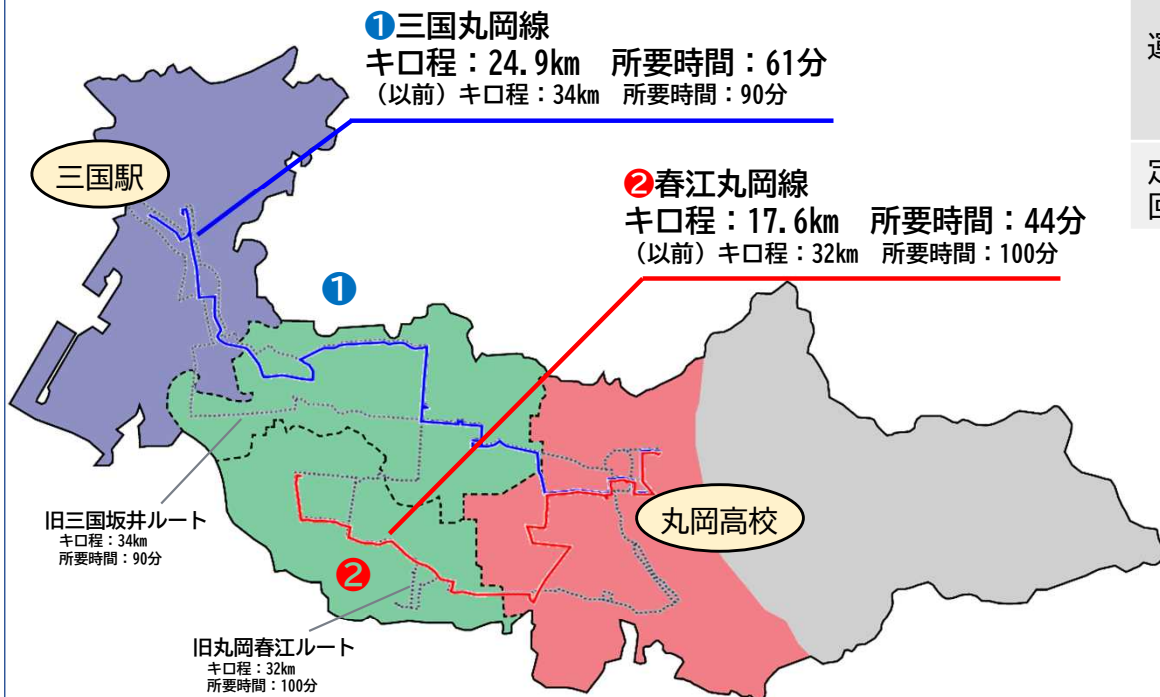 ❶三国丸岡線
キロ程：24.9km　所要時間：61分
（以前）キロ程：34km　所要時間：90分
三国駅
❷春江丸岡線
キロ程：17.6km　所要時間：44分
（以前）キロ程：32km　所要時間：100分
❶
丸岡高校
旧三国坂井ルート
キロ程：34km
所要時間：90分
❷
旧丸岡春江ルート
キロ程：32km
所要時間：100分
運
定
回